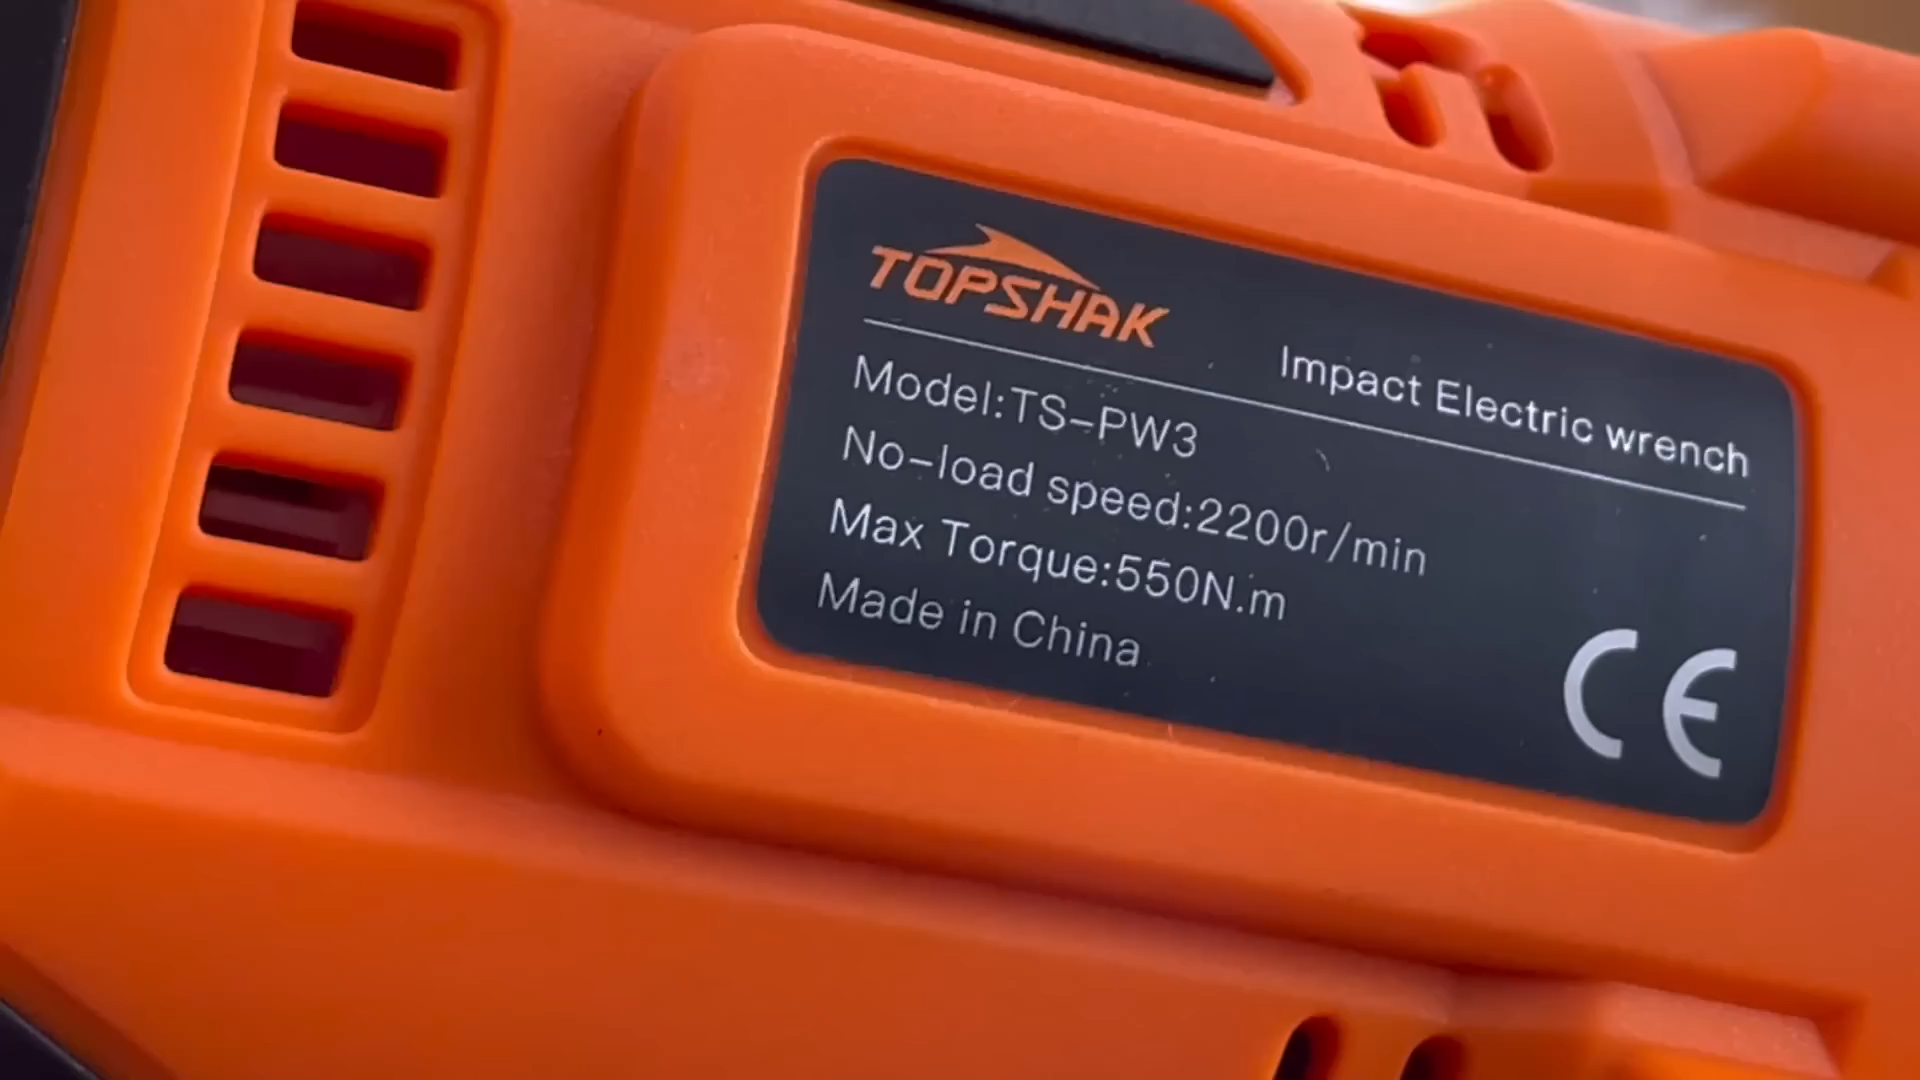 TOPSHAK
Impact Electric wrench
Model:TS-PW3
No-load speed:2200r/min
Max Torque:550N.m
Made in China
CE